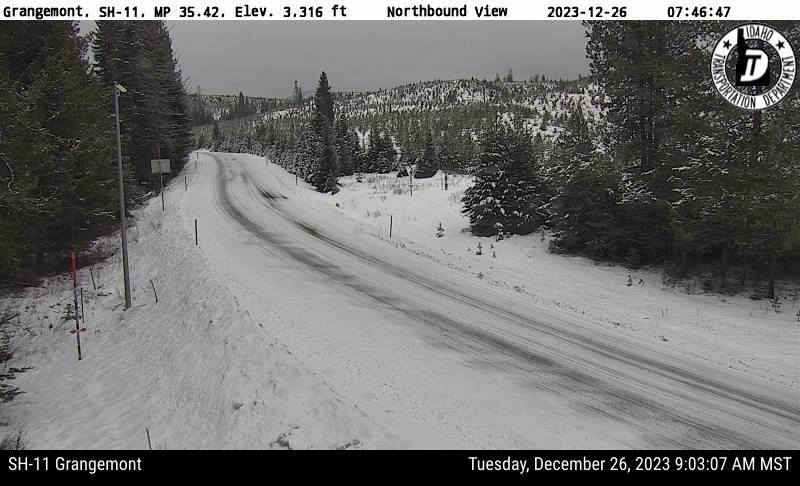 Grangemont, SH-11, MP 35.42, Elev. 3,316 ft Northbound View 2023-12-26 07:46:47
IDAHO
TRANSPORTATION DEPARTMENT
SH-11 Grangemont Tuesday, December 26, 2023 9:03:07 AM MST